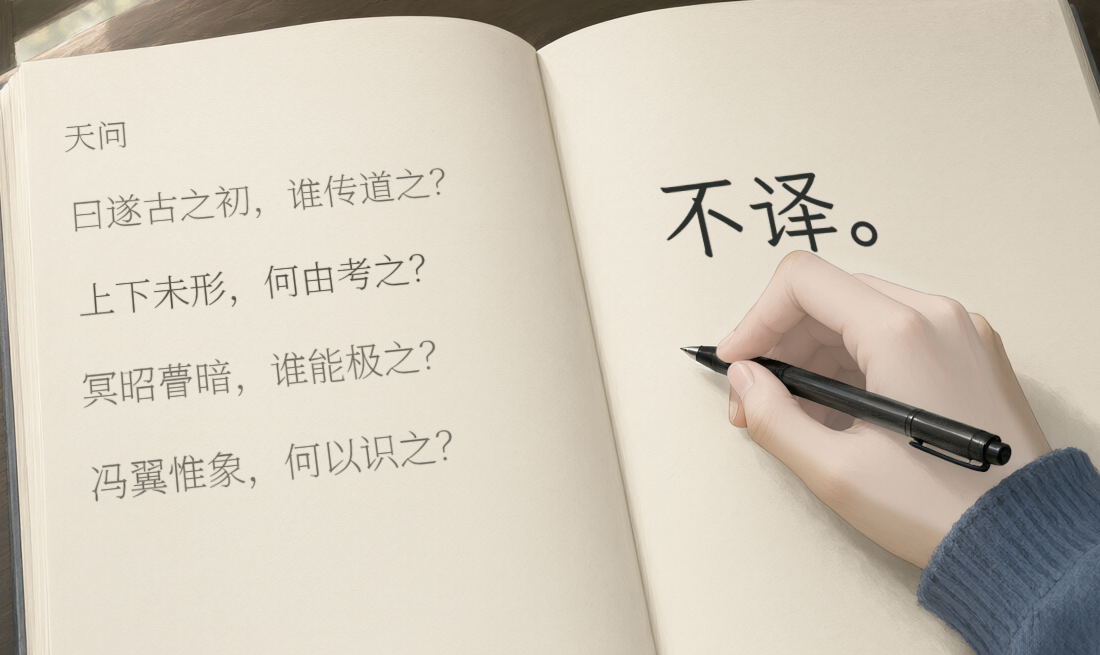 天问
曰遂古之初，谁传道之？
上下未形，何由考之？
冥昭瞢暗，谁能极之？
冯翼惟象，何以识之？
不译。